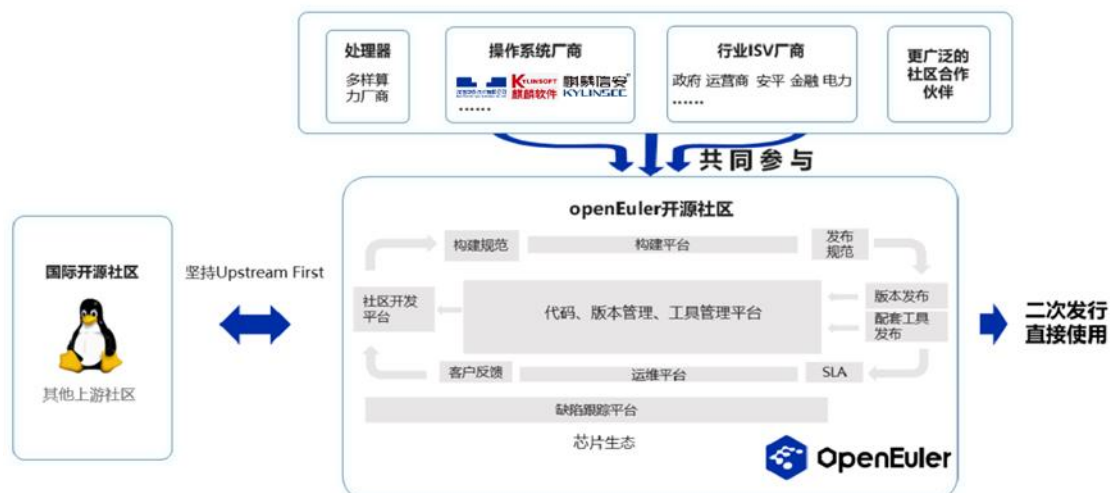 处理器
多样算
力厂商
操作系统厂商
KYLINSOFT
麒麟软件
麒麟信安
KYLINSEC
......
行业ISV厂商
政府 运营商 安平 金融 电力
......
更广泛的
社区合作
伙伴
共同参与
国际开源社区
其他上游社区
坚持Upstream First
openEuler开源社区
构建规范
构建平台
发布
规范
社区开发
平台
代码、版本管理、工具管理平台
版本发布
配套工具
发布
客户反馈
运维平台
SLA
缺陷跟踪平台
芯片生态
OpenEuler
二次发行
直接使用